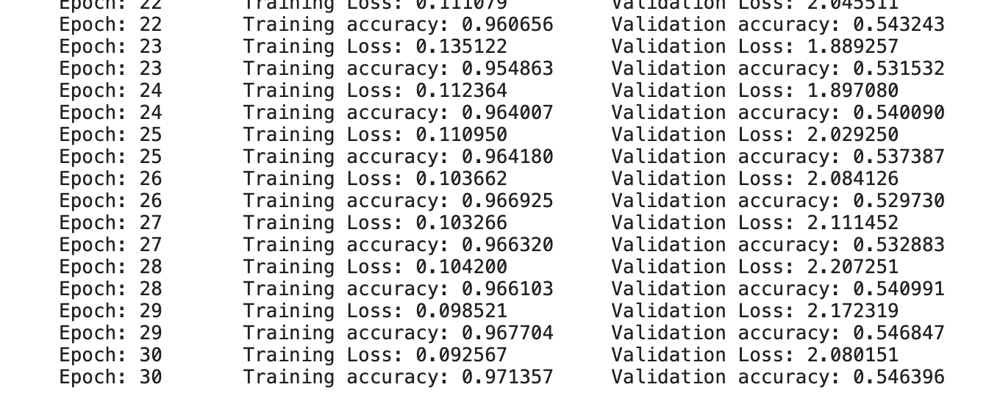 Epoch: 22 Training Loss: 0.111079 Validation Loss: 2.045511
Epoch: 22 Training accuracy: 0.960656 Validation accuracy: 0.543243
Epoch: 23 Training Loss: 0.135122 Validation Loss: 1.889257
Epoch: 23 Training accuracy: 0.954863 Validation accuracy: 0.531532
Epoch: 24 Training Loss: 0.112364 Validation Loss: 1.897080
Epoch: 24 Training accuracy: 0.964007 Validation accuracy: 0.540090
Epoch: 25 Training Loss: 0.110950 Validation Loss: 2.029250
Epoch: 25 Training accuracy: 0.964180 Validation accuracy: 0.537387
Epoch: 26 Training Loss: 0.103662 Validation Loss: 2.084126
Epoch: 26 Training accuracy: 0.966925 Validation accuracy: 0.529730
Epoch: 27 Training Loss: 0.103266 Validation Loss: 2.111452
Epoch: 27 Training accuracy: 0.966320 Validation accuracy: 0.532883
Epoch: 28 Training Loss: 0.104200 Validation Loss: 2.207251
Epoch: 28 Training accuracy: 0.966103 Validation accuracy: 0.540991
Epoch: 29 Training Loss: 0.098521 Validation Loss: 2.172319
Epoch: 29 Training accuracy: 0.967704 Validation accuracy: 0.546847
Epoch: 30 Training Loss: 0.092567 Validation Loss: 2.080151
Epoch: 30 Training accuracy: 0.971357 Validation accuracy: 0.546396